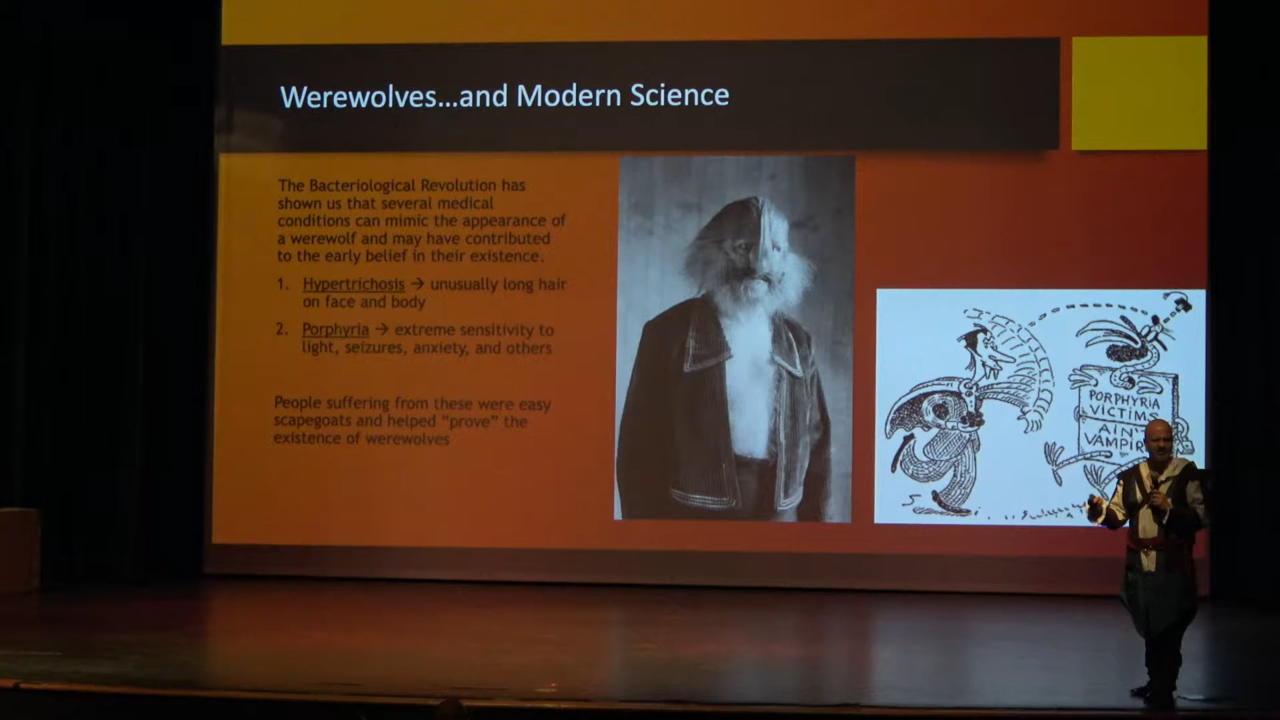 Werewolves…and Modern Science
The Bacteriological Revolution has
shown us that several medical
conditions can mimic the appearance of
a werewolf and may have contributed
to the early belief in their existence.
1. Hypertrichosis → unusually long hair
on face and body
2. Porphyria → extreme sensitivity to
light, seizures, anxiety, and others
People suffering from these were easy
scapegoats and helped “prove” the
existence of werewolves
PORPHYRIA
VICTIMS
AIN'T